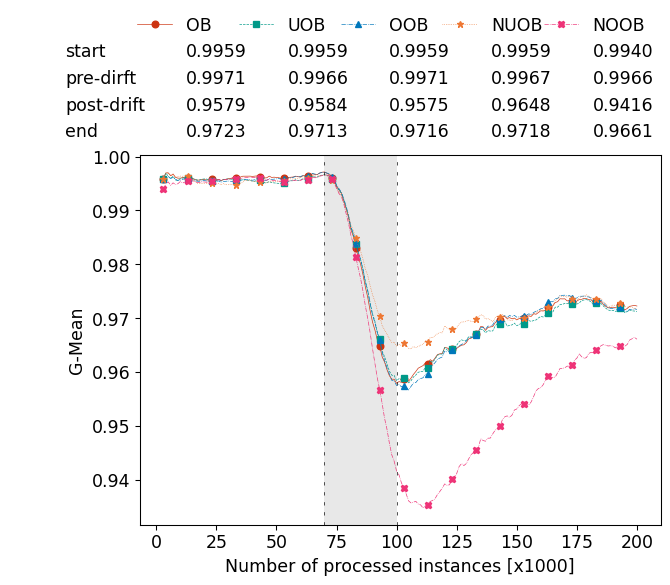 OB UOB OOB NUOB NOOB
start 0.9959 0.9959 0.9959 0.9959 0.9940
pre-dirft 0.9971 0.9966 0.9971 0.9967 0.9966
post-drift 0.9579 0.9584 0.9575 0.9648 0.9416
end 0.9723 0.9713 0.9716 0.9718 0.9661
1.00
0.99
0.98
0.97
0.96
0.95
0.94
G-Mean
0 25 50 75 100 125 150 175 200
Number of processed instances [x1000]